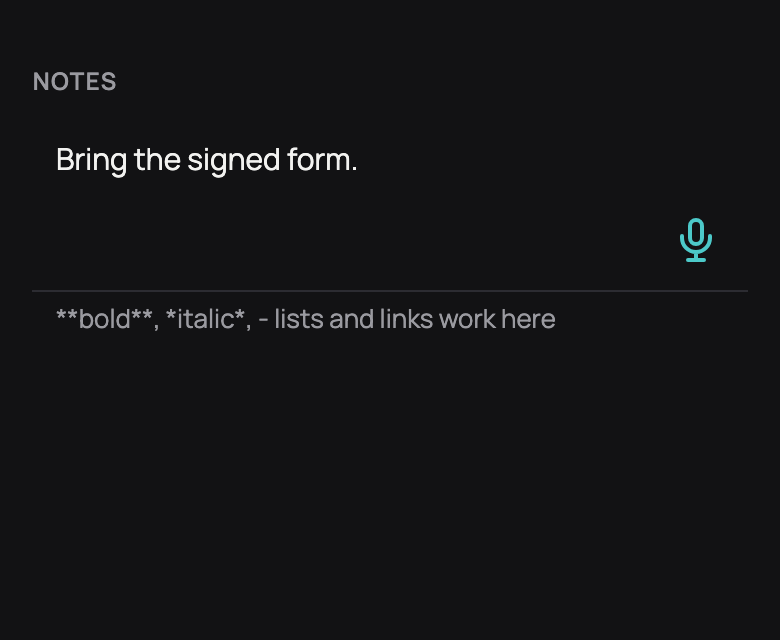 NOTES
Bring the signed form.
**bold**, *italic*, - lists and links work here